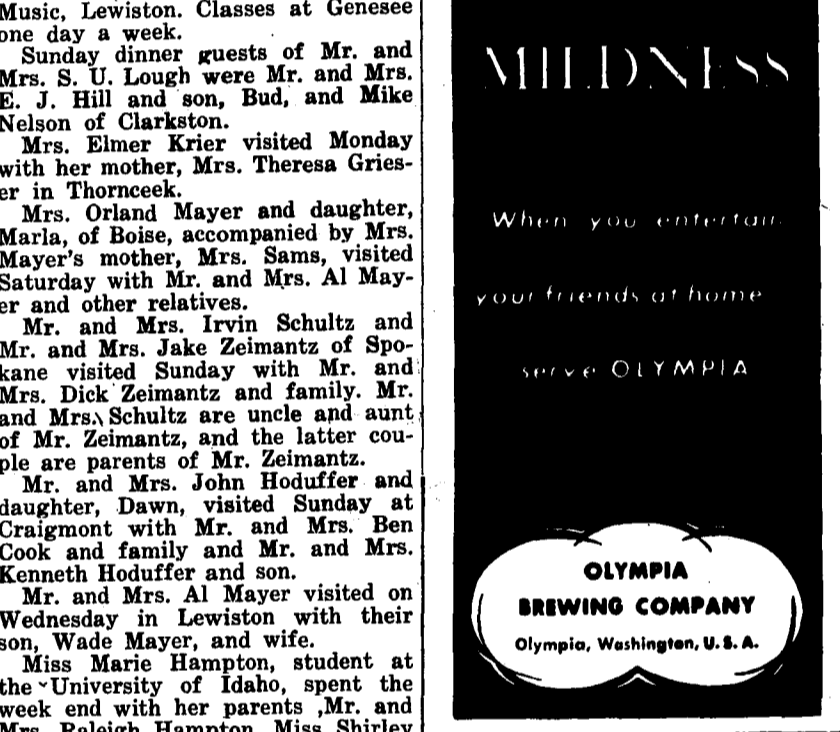 Music, Lewiston. Classes at Genesee
one day a week.
Sunday dinner guests of Mr. and
Mrs. S. U. Lough were Mr. and Mrs.
E. J. Hill and son, Bud, and Mike
Nelson of Clarkston.
Mrs. Elmer Krier visited Monday
with her mother, Mrs. Theresa Gries-
er in Thornceek.
Mrs. Orland Mayer and daughter,
Marla, of Boise, accompanied by Mrs.
Mayer's mother, Mrs. Sams, visited
Saturday with Mr. and Mrs. Al May-
er and other relatives.
Mr. and Mrs. Irvin Schultz and
Mr. and Mrs. Jake Zeimantz of Spo-
kane visited Sunday with Mr. and
Mrs. Dick Zeimantz and family. Mr.
and Mrs. Schultz are uncle and aunt
of Mr. Zeimantz, and the latter cou-
ple are parents of Mr. Zeimantz.
Mr. and Mrs. John Hoduffer and
daughter, Dawn, visited Sunday at
Craigmont with Mr. and Mrs. Ben
Cook and family and Mr. and Mrs.
Kenneth Hoduffer and son.
Mr. and Mrs. Al Mayer visited on
Wednesday in Lewiston with their
son, Wade Mayer, and wife.
Miss Marie Hampton, student at
the University of Idaho, spent the
week end with her parents ,Mr. and
Mrs. Raleigh Hampton. Miss Shirley
MILDNESS
When you entertain
your friends at home
serve OLYMPIA
OLYMPIA
BREWING COMPANY
Olympia, Washington, U. S. A.